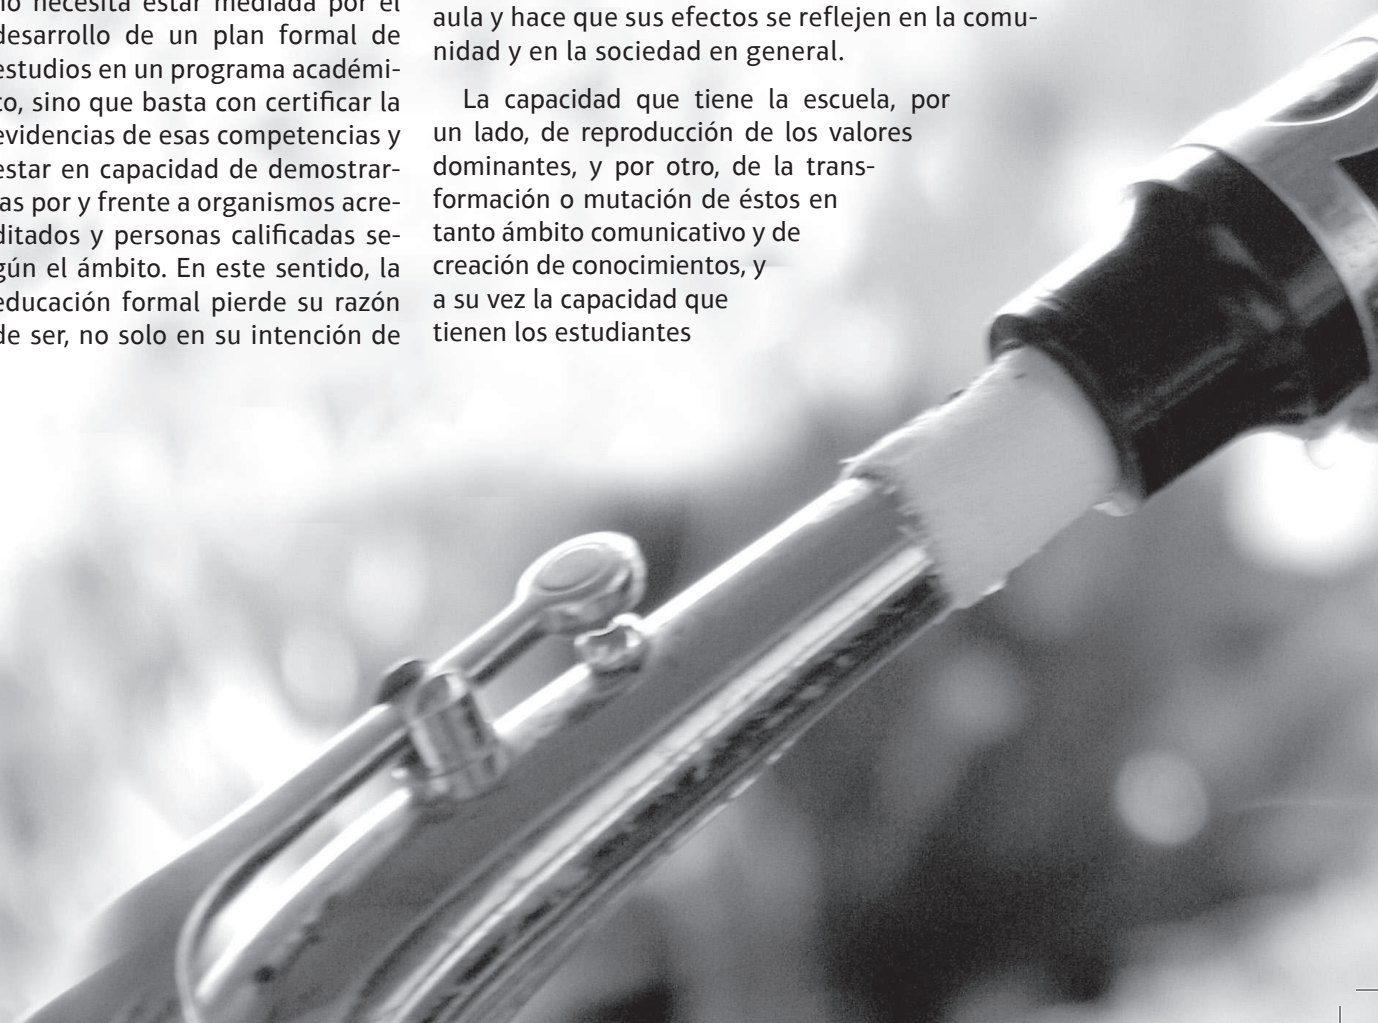 no necesita estar mediada por el
desarrollo de un plan formal de
estudios en un programa académi-
co, sino que basta con certificar la
evidencias de esas competencias y
estar en capacidad de demostrar-
las por y frente a organismos acre-
ditados y personas calificadas se-
gún el ámbito. En este sentido, la
educación formal pierde su razón
de ser, no solo en su intención de
aula y hace que sus efectos se reflejen en la comu-
nidad y en la sociedad en general.
La capacidad que tiene la escuela, por
un lado, de reproducción de los valores
dominantes, y por otro, de la trans-
formación o mutación de éstos en
tanto ámbito comunicativo y de
creación de conocimientos, y
a su vez la capacidad que
tienen los estudiantes